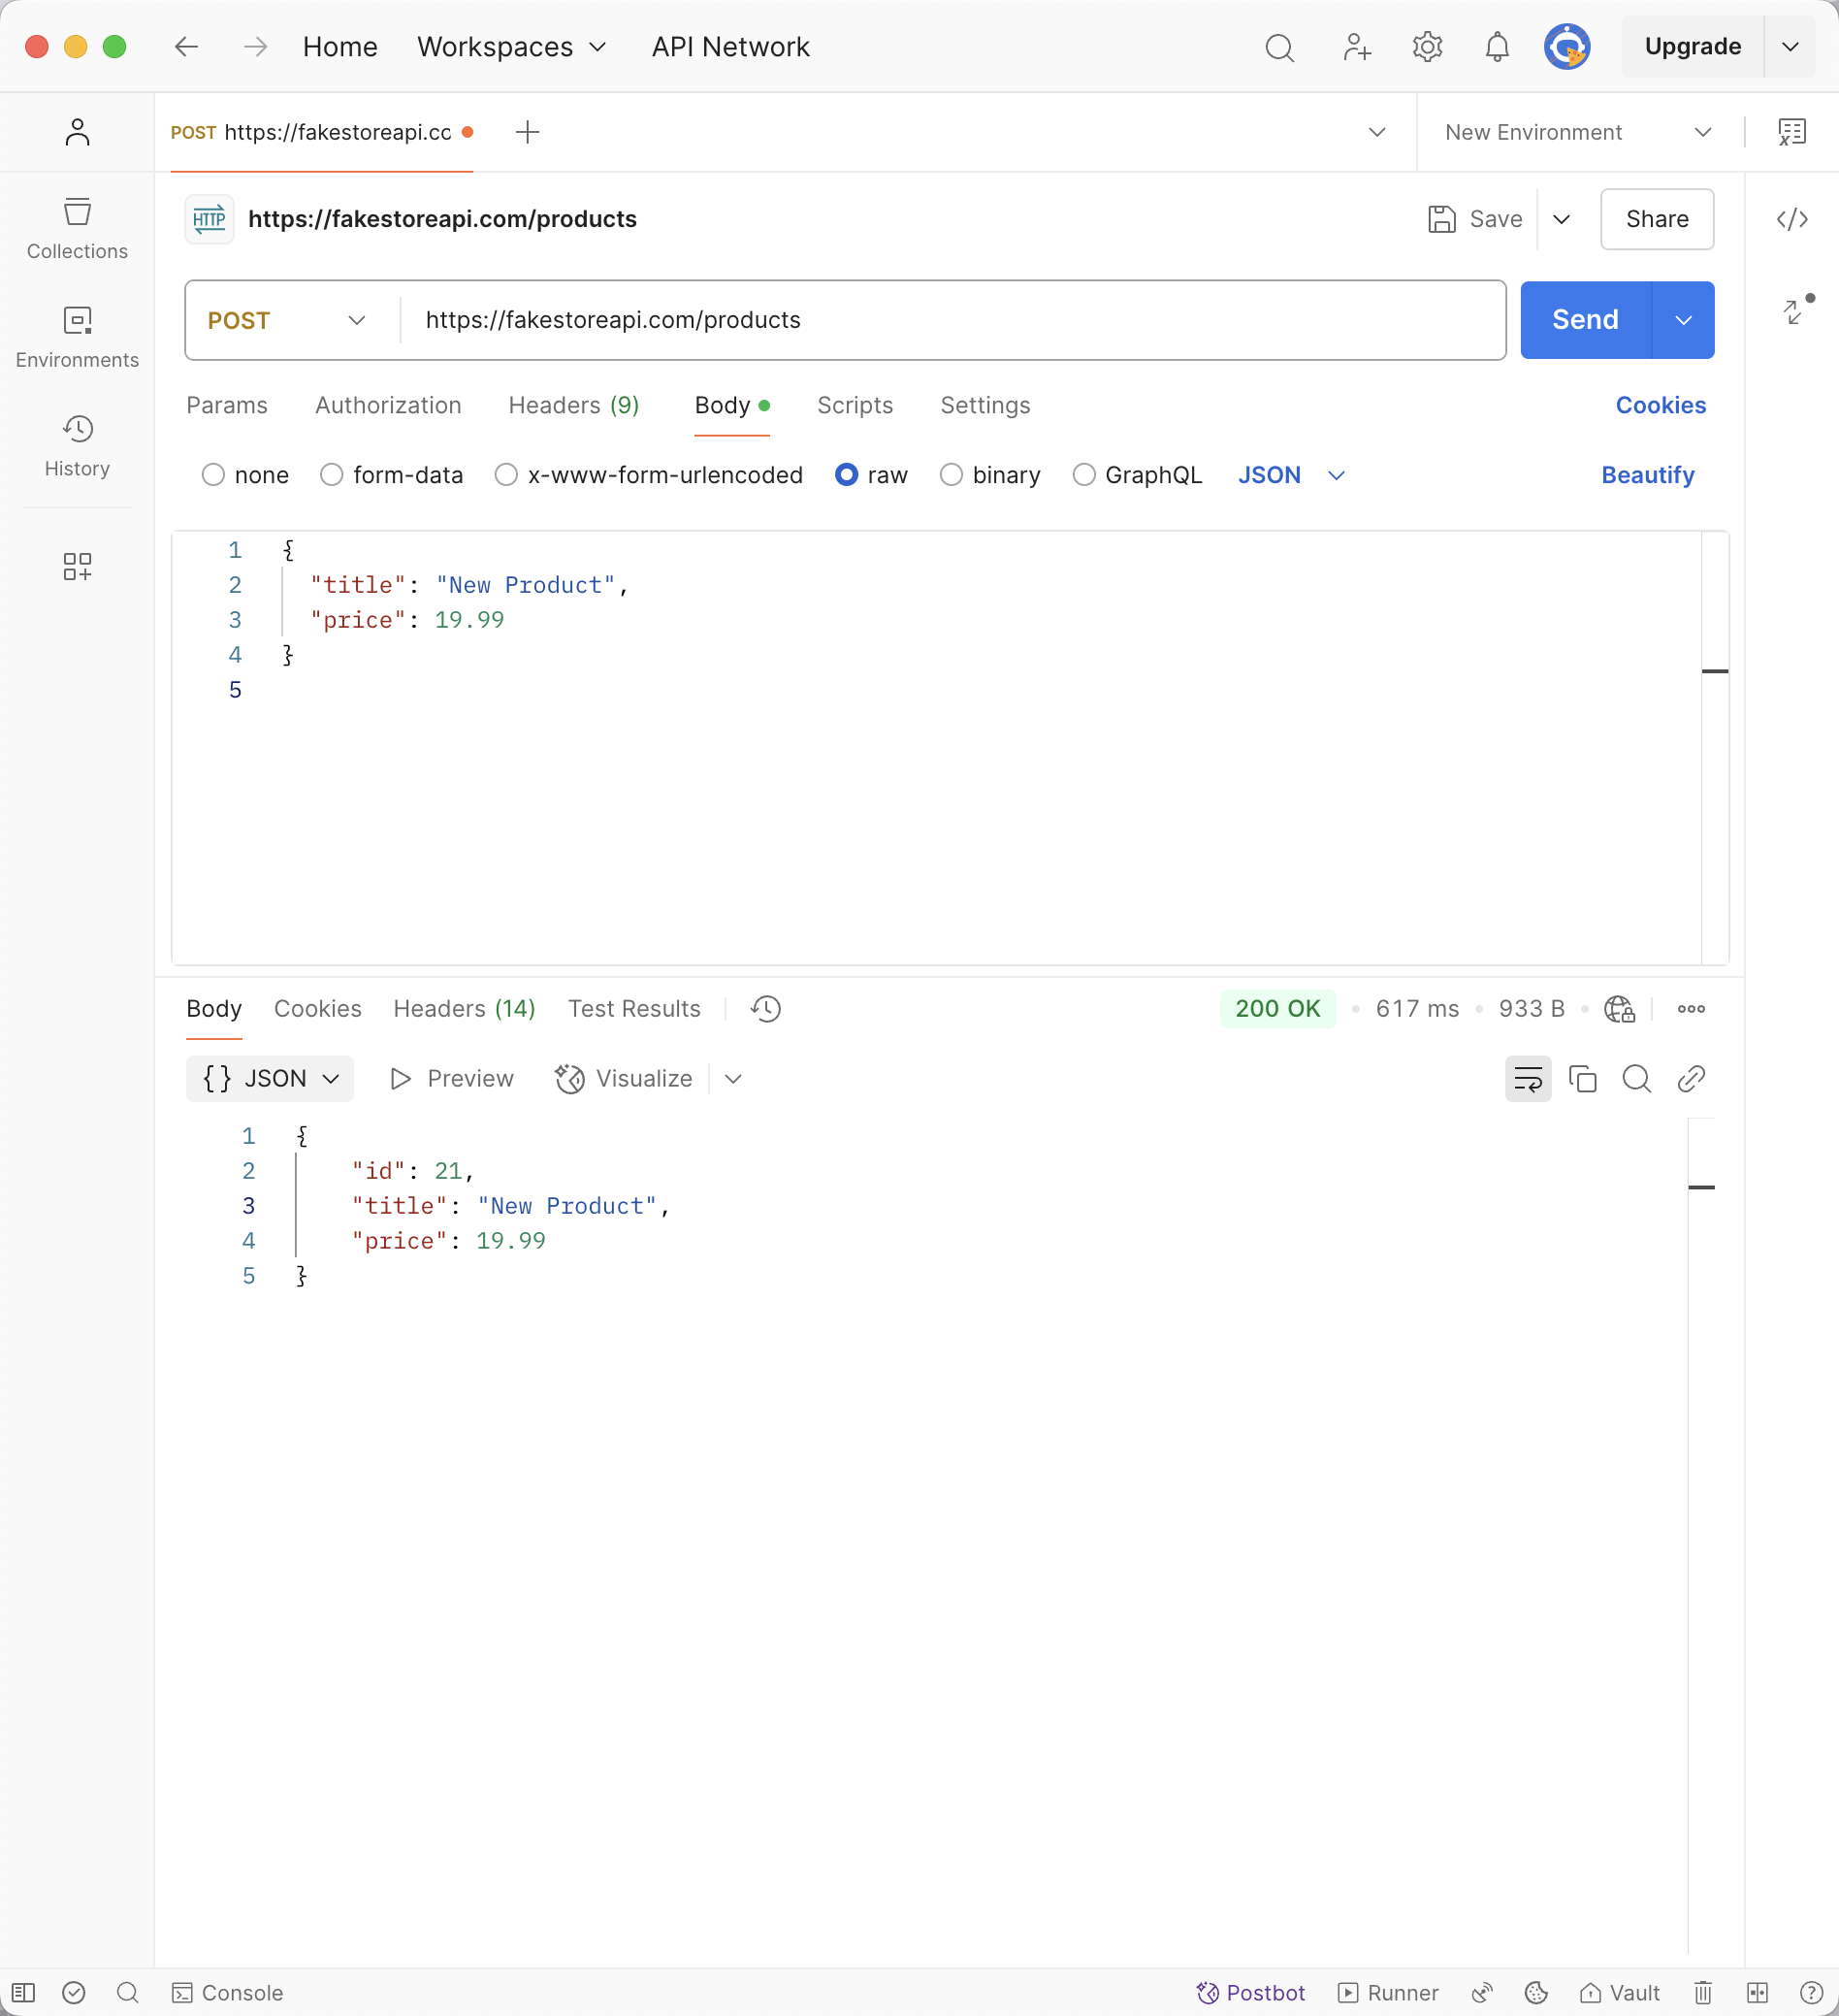 Home Workspaces API Network Upgrade
POST https://fakestoreapi.cc New Environment
Collections
Environments
History
HTTP https://fakestoreapi.com/products Save Share
POST https://fakestoreapi.com/products Send
Params Authorization Headers (9) Body Scripts Settings Cookies
none form-data x-www-form-urlencoded raw binary GraphQL JSON Beautify
1 {
2 "title": "New Product",
3 "price": 19.99
4 }
5
Body Cookies Headers (14) Test Results 200 OK • 617 ms • 933 B •
{} JSON Preview Visualize
1 {
2 "id": 21,
3 "title": "New Product",
4 "price": 19.99
5 }
Console Postbot Runner Vault